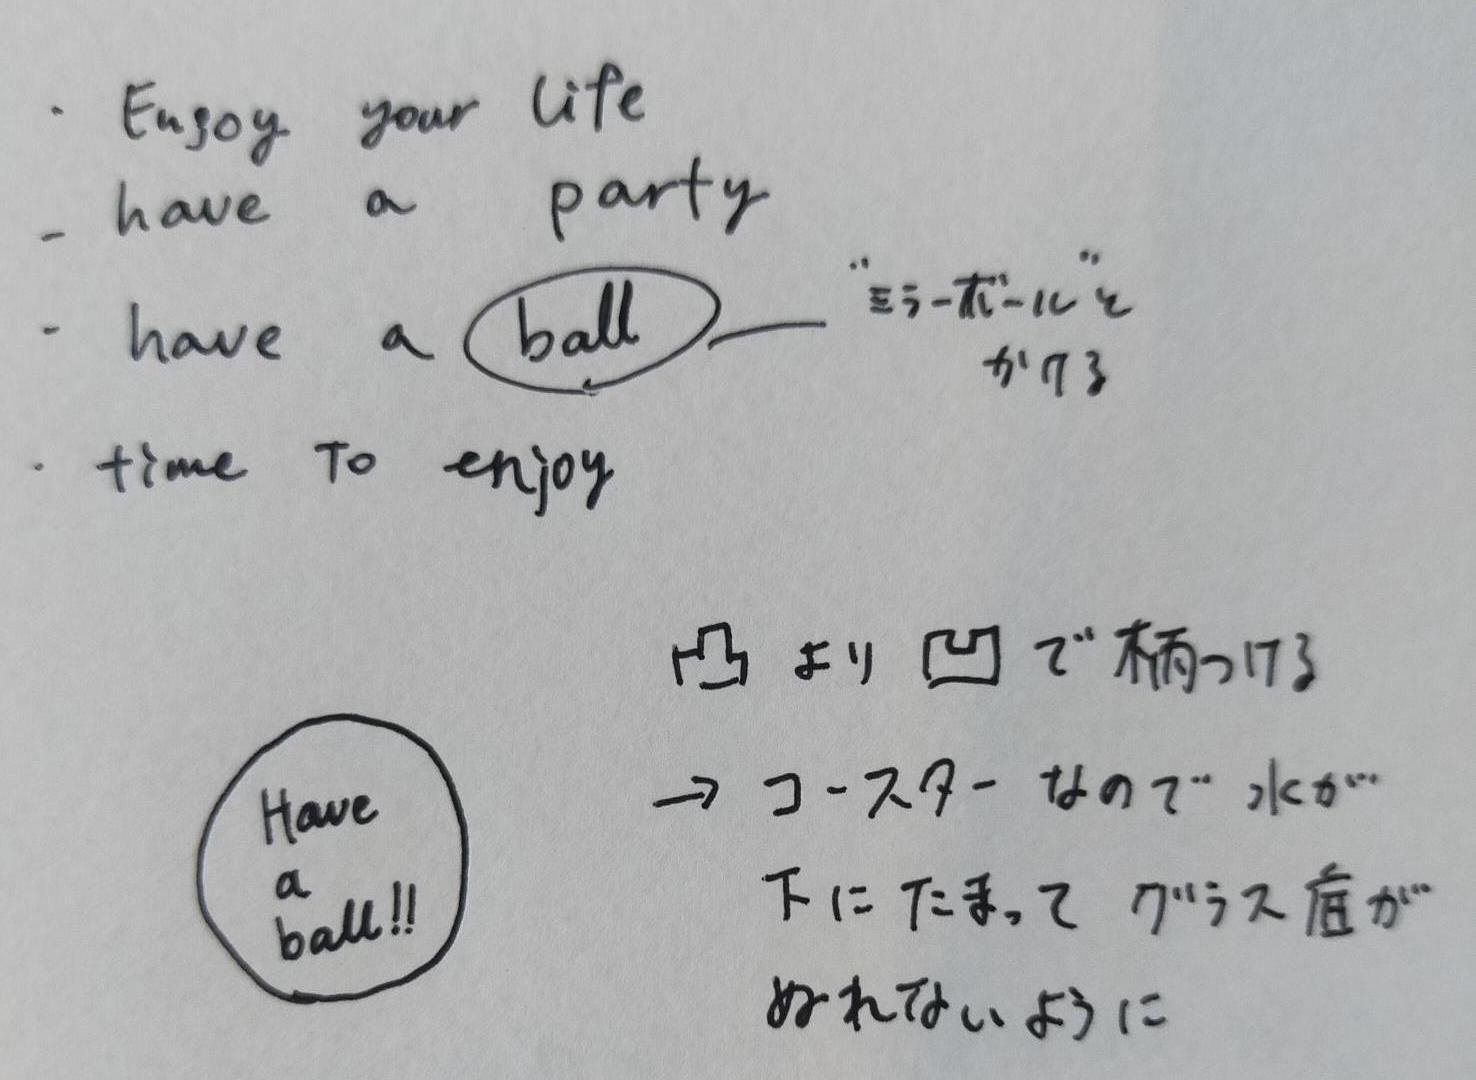 · Enjoy your life
- have a party
- have a ball
"ミラーボール"と
かける
· time To enjoy
凸 より 凹 で 柄つける
→ コースター なので 水が
下に たまって グラス底が
ぬれてないように
Have
a
ball!!